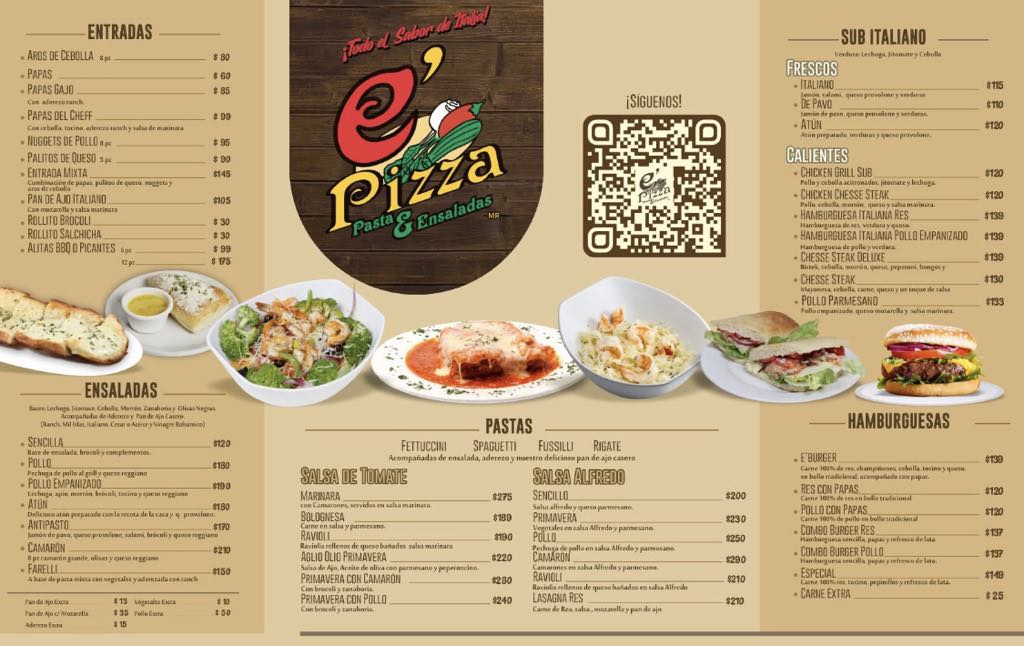 ENTRADAS
AROS DE CEBOLLA 8 pz $ 80
PAPAS $ 60
PAPAS GAJO $ 85
Con aderezo ranch.
PAPAS DEL CHEFF $ 99
Con cebolla, tocino, aderezo ranch y salsa de marinara
NUGGETS DE POLLO 8 pz $ 95
PALITOS DE QUESO 5 pz $ 90
ENTRADA MIXTA $145
Combinación de papas, palitos de queso, nuggets y
aros de cebolla
PAN DE AJO ITALIANO $105
Con mozarella y salsa marinara
ROLLITO BROCOLI $ 30
ROLLITO SALCHICHA $ 30
ALITAS BBQ O PICANTES 6 pz $ 99
12 pz $ 175
¡Todo el Sabor de Italia!
e'
Pizza
Pasta & Ensaladas
MR.
¡SÍGUENOS!
e'
Pizza
SUB ITALIANO
Verdura: Lechuga, Jitomate y Cebolla
FRESCOS
ITALIANO $115
Jamón, salami, queso provolone y verduras
DE PAVO $110
Jamón de pavo, queso provolone y verduras.
ATÚN $120
Atún preparado, verduras y queso provolone.
CALIENTES
CHICKEN GRILL SUB $120
Pollo y cebolla acitronados, jitomate y lechuga.
CHICKEN CHESSE STEAK $120
Pollo, cebolla, morrón, queso y salsa marinara.
HAMBURGUESA ITALIANA RES $139
Hamburguesa de res, verdura y queso.
HAMBURGUESA ITALIANA POLLO EMPANIZADO $139
Hamburguesa de pollo y verdura.
CHESSE STEAK DELUXE $139
Bistek, cebolla, morrón, queso, peperoni, hongos y
CHESSE STEAK $130
Mayonesa, cebolla, carne, queso y un toque de salsa
POLLO PARMESANO $133
Pollo empanizado, queso mozarella y salsa marinara.
ENSALADAS
Bases: Lechuga, Jitomate, Cebolla, Morrón, Zanahoria y Olivas Negras.
Acompañadas de Aderezo y Pan de Ajo Casero.
(Ranch, Mil Islas, Italiano, Cesar o Aceite y Vinagre Balsámico)
SENCILLA $120
Base de ensalada, brocoli y complementos.
POLLO $180
Pechuga de pollo al grill y queso reggiano
POLLO EMPANIZADO $190
Lechuga, apio, morrón, brócoli, tocino y queso reggiano
ATÚN $180
Delicioso atún preparado con la receta de la casa y q. provolone.
ANTIPASTO $170
Jamón de pavo, queso provolone, salami, brócoli y queso reggiano
CAMARÓN $210
8 pz camarón grande, olivas y queso reggiano
FARELLI $150
A base de pasta mixta con vegetales y aderezada con ranch
Pan de Ajo Extra $ 13 Vegetales Extra $ 10
Pan de Ajo c/ Mozarella $ 35 Pollo Extra $ 50
Aderezo Extra $ 15
PASTAS
FETTUCCINI SPAGUETTI FUSSILLI RIGATE
Acompañadas de ensalada, aderezo y nuestro delicioso pan de ajo casero
SALSA DE TOMATE
MARINARA $275
con Camarones, servidos en salsa marinara.
BOLOGNESA $189
Carne en salsa y parmesano.
RAVIOLI $190
Raviolis rellenos de queso bañados salsa marinara
AGLIO OLIO PRIMAVERA $220
Salsa de Ajo, Aceite de oliva con parmesano y peperoncino.
PRIMAVERA CON CAMARÓN $280
Con brocoli y zanahoria.
PRIMAVERA CON POLLO $240
Con brocoli y zanahoria.
SALSA ALFREDO
SENCILLO $200
Salsa alfredo y queso parmesano.
PRIMAVERA $230
Vegetales en salsa Alfredo y parmesano.
POLLO $250
Pechuga de pollo en salsa Alfredo y parmesano.
CAMARÓN $290
Camarones en salsa Alfredo y parmesano.
RAVIOLI $210
Raviolis rellenos de queso bañados en salsa Alfredo
LASAGNA RES $210
Carne de Res, salsa , mozarella y pan de ajo
HAMBURGUESAS
E'BURGER $139
Carne 100% de res, champiñones, cebolla, tocino y queso.
en bollo tradicional, acompañado con papas.
RES CON PAPAS $120
Carne 100% de res en bollo tradicional
POLLO CON PAPAS $120
Carne 100% de pollo en bollo tradicional
COMBO BURGER RES $137
Hamburguesa sencilla, papas y refresco de lata
COMBO BURGER POLLO $137
Hamburguesa sencilla, papas y refresco de lata.
ESPECIAL $149
Carne 100% res, tocino, pepinillos y refresco de lata.
CARNE EXTRA $ 25